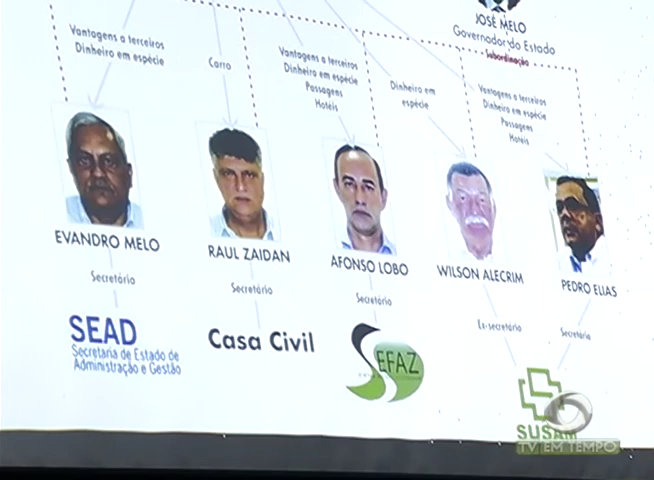 JOSÉ MELO
Governador do Estado
Subordinação
Vantagens a terceiros
Dinheiro em espécie
Carro
Vantagens a terceiros
Dinheiro em espécie
Passagens
Hotéis
Dinheiro em
espécie
Vantagens a terceiros
Dinheiro em espécie
Passagens
Hotéis
EVANDRO MELO
RAUL ZAIDAN
AFONSO LOBO
WILSON ALECRIM
PEDRO ELIAS
Secretário
Secretário
Secretário
Ex-secretário
Secretário
SEAD
Secretaria de Estado de
Administração e Gestão
Casa Civil
SEFAZ
SUSAM
TV EM TEMPO